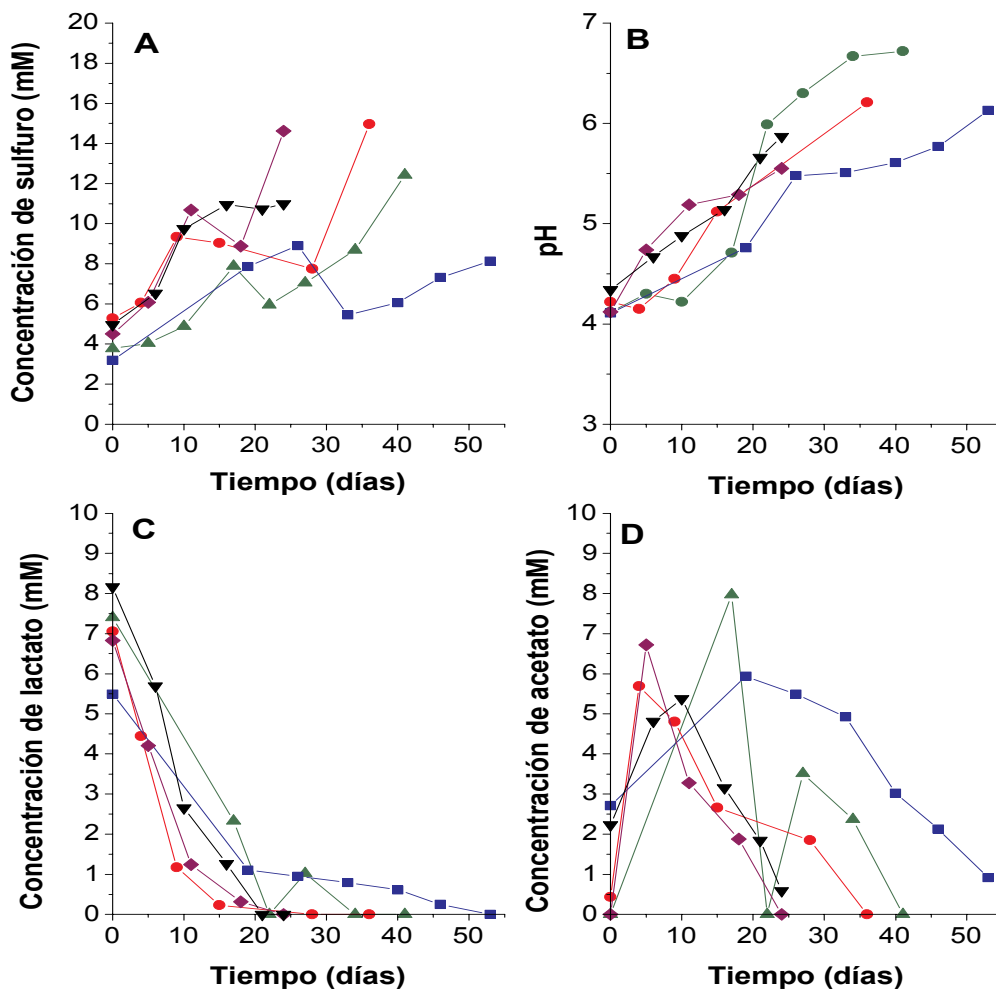 A
Concentración de sulfuro (mM)
20
18
16
14
12
10
8
6
4
2
0
0 10 20 30 40 50
Tiempo (días)
B
pH
7
6
5
4
3
0 10 20 30 40 50
Tiempo (días)
C
Concentración de lactato (mM)
10
9
8
7
6
5
4
3
2
1
0
0 10 20 30 40 50
Tiempo (días)
D
Concentración de acetato (mM)
10
9
8
7
6
5
4
3
2
1
0
0 10 20 30 40 50
Tiempo (días)